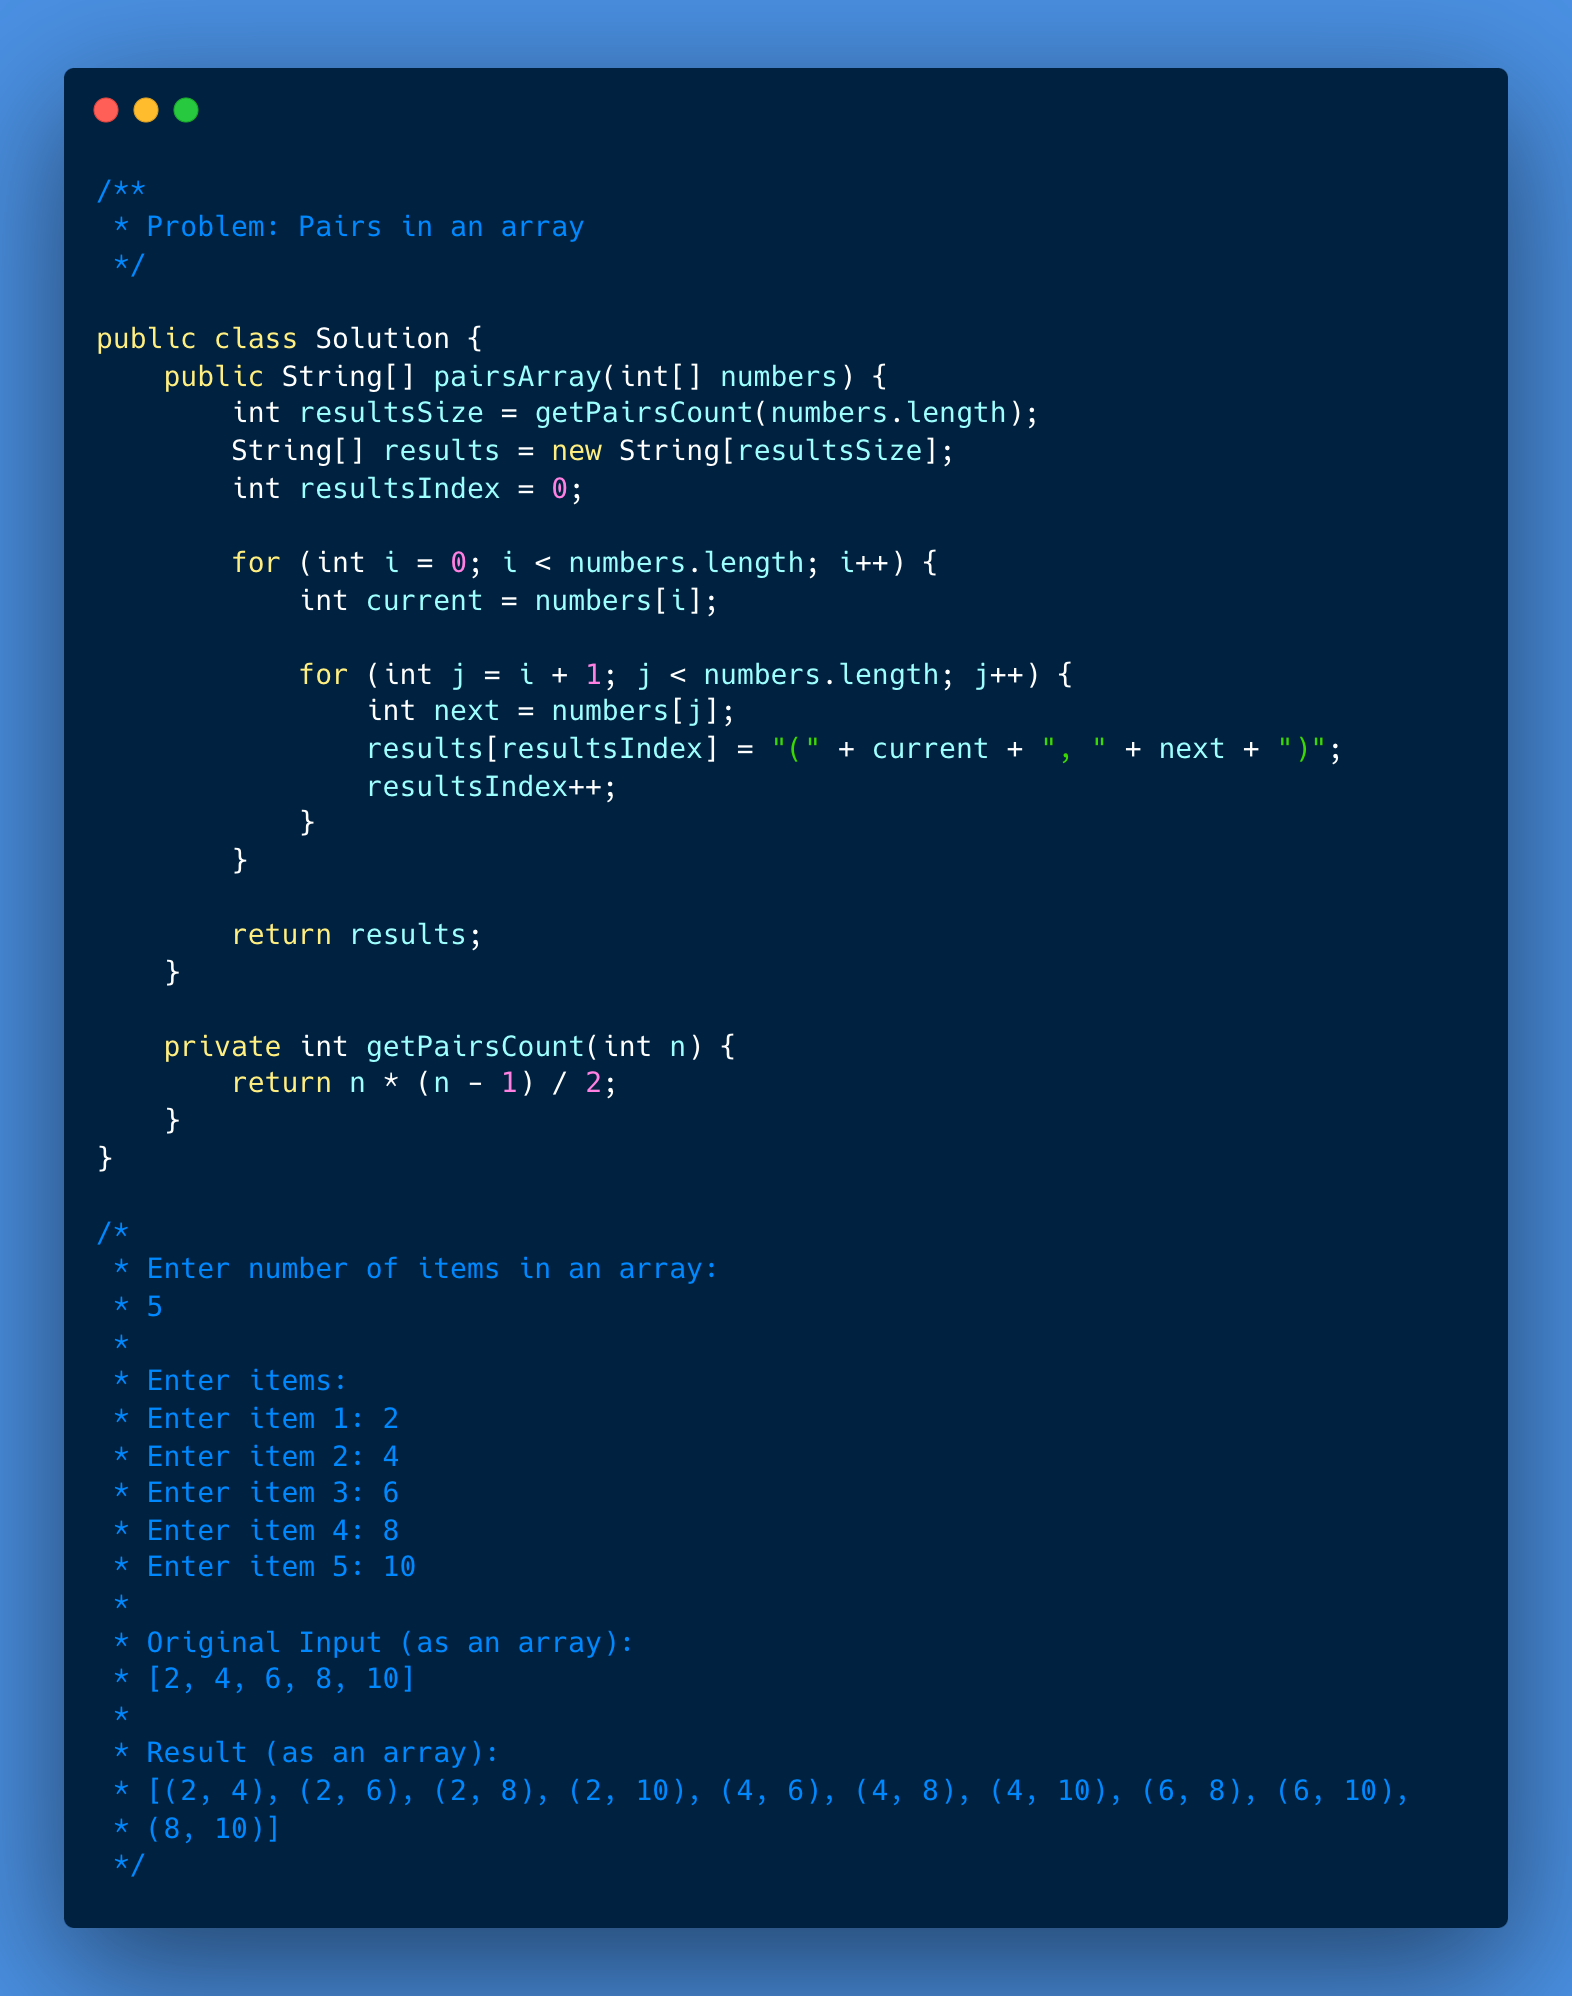 /**
 * Problem: Pairs in an array
 */

public class Solution {
    public String[] pairsArray(int[] numbers) {
        int resultsSize = getPairsCount(numbers.length);
        String[] results = new String[resultsSize];
        int resultsIndex = 0;

        for (int i = 0; i < numbers.length; i++) {
            int current = numbers[i];

            for (int j = i + 1; j < numbers.length; j++) {
                int next = numbers[j];
                results[resultsIndex] = "(" + current + ", " + next + ")";
                resultsIndex++;
            }
        }

        return results;
    }

    private int getPairsCount(int n) {
        return n * (n - 1) / 2;
    }
}

/*
 * Enter number of items in an array:
 * 5
 *
 * Enter items:
 * Enter item 1: 2
 * Enter item 2: 4
 * Enter item 3: 6
 * Enter item 4: 8
 * Enter item 5: 10
 *
 * Original Input (as an array):
 * [2, 4, 6, 8, 10]
 *
 * Result (as an array):
 * [(2, 4), (2, 6), (2, 8), (2, 10), (4, 6), (4, 8), (4, 10), (6, 8), (6, 10),
 * (8, 10)]
 */